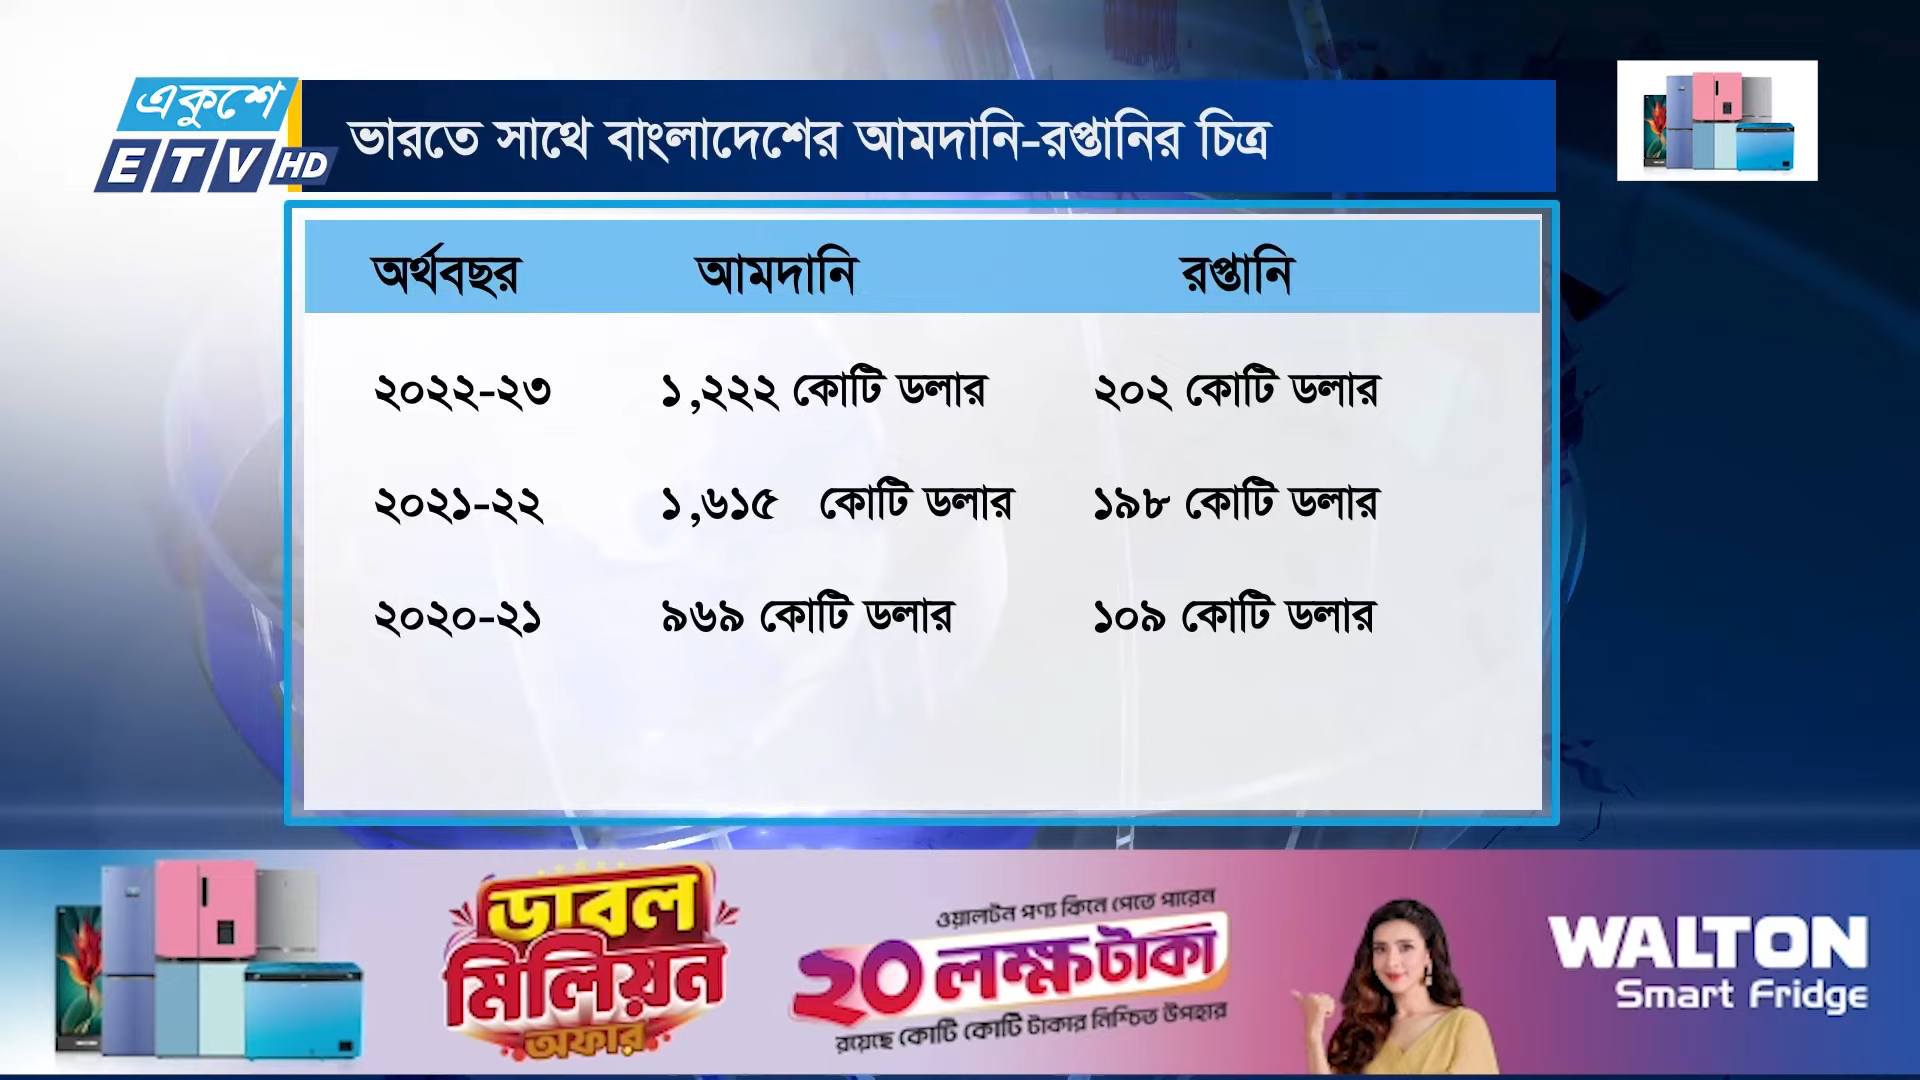 একুশে
ETV HD
ভারতে সাথে বাংলাদেশের আমদানি-রপ্তানির চিত্র
অর্থবছর আমদানি রপ্তানি
২০২২-২৩ ১,২২২ কোটি ডলার ২০২ কোটি ডলার
২০২১-২২ ১,৬১৫ কোটি ডলার ১৯৮ কোটি ডলার
২০২০-২১ ৯৬৯ কোটি ডলার ১০৯ কোটি ডলার
ডাবল
মিলিয়ন
অফার
ওয়ালটন পণ্য কিনে পেতে পারেন
২০ লক্ষ টাকা
রয়েছে কোটি কোটি টাকার নিশ্চিত উপহার
WALTON
Smart Fridge